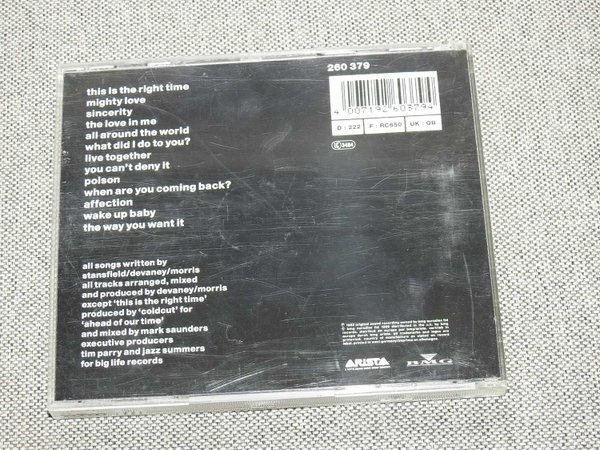 260 379
this is the right time
mighty love
sincerity
the love in me
all around the world
what did I do to you?
live together
you can't deny it
poison
when are you coming back?
affection
wake up baby
the way you want it
4 007192 603794
D : 222
F : RC650
UK : GB
LC 3484
all songs written by
stansfield/devaney/morris
all tracks arranged, mixed
and produced by devaney/morris
except 'this is the right time'
produced by 'coldcut' for
'ahead of our time'
and mixed by mark saunders
executive producers
tim parry and jazz summers
for big life records
ARISTA
BMG